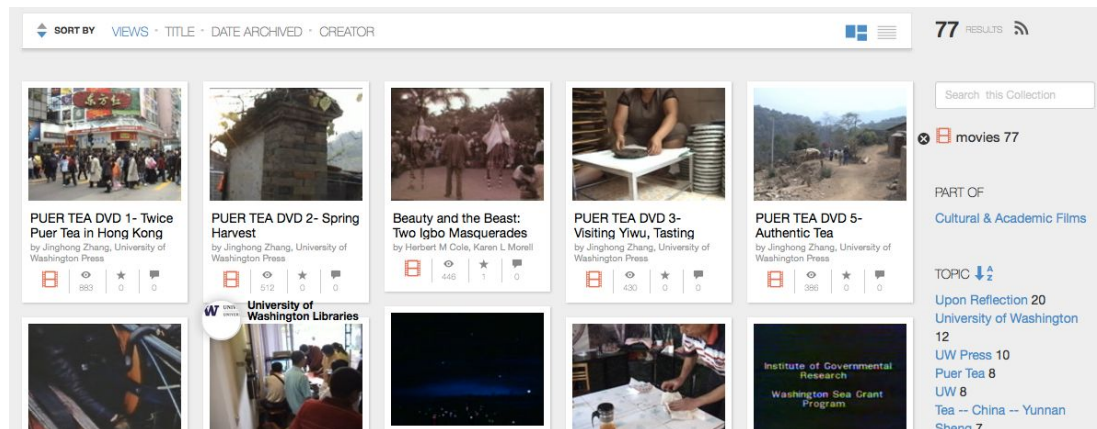 SORT BY VIEWS · TITLE · DATE ARCHIVED · CREATOR
77 RESULTS
Search this Collection
movies 77
PART OF
Cultural & Academic Films
TOPIC
Upon Reflection 20
University of Washington
12
UW Press 10
Puer Tea 8
UW 8
Tea -- China -- Yunnan
Sheng 7
东方红
PUER TEA DVD 1- Twice
Puer Tea in Hong Kong
by Jinghong Zhang, University of
Washington Press
883 0 0
PUER TEA DVD 2- Spring
Harvest
by Jinghong Zhang, University of
Washington Press
512 0 0
Beauty and the Beast:
Two Igbo Masquerades
by Herbert M Cole, Karen L Morell
446 1 0
PUER TEA DVD 3-
Visiting Yiwu, Tasting
by Jinghong Zhang, University of
Washington Press
430 0 0
PUER TEA DVD 5-
Authentic Tea
by Jinghong Zhang, University of
Washington Press
386 0 0
W
University of
Washington Libraries
Institute of Governmental
Research
Washington Sea Grant
Program